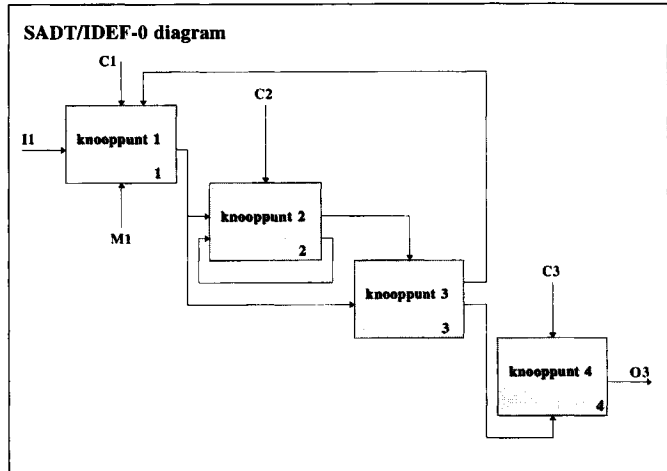 SADT/IDEF-0 diagram
C1
C2
knooppunt 1
I1
1
knooppunt 2
M1
2
C3
knooppunt 3
3
knooppunt 4
O3
4